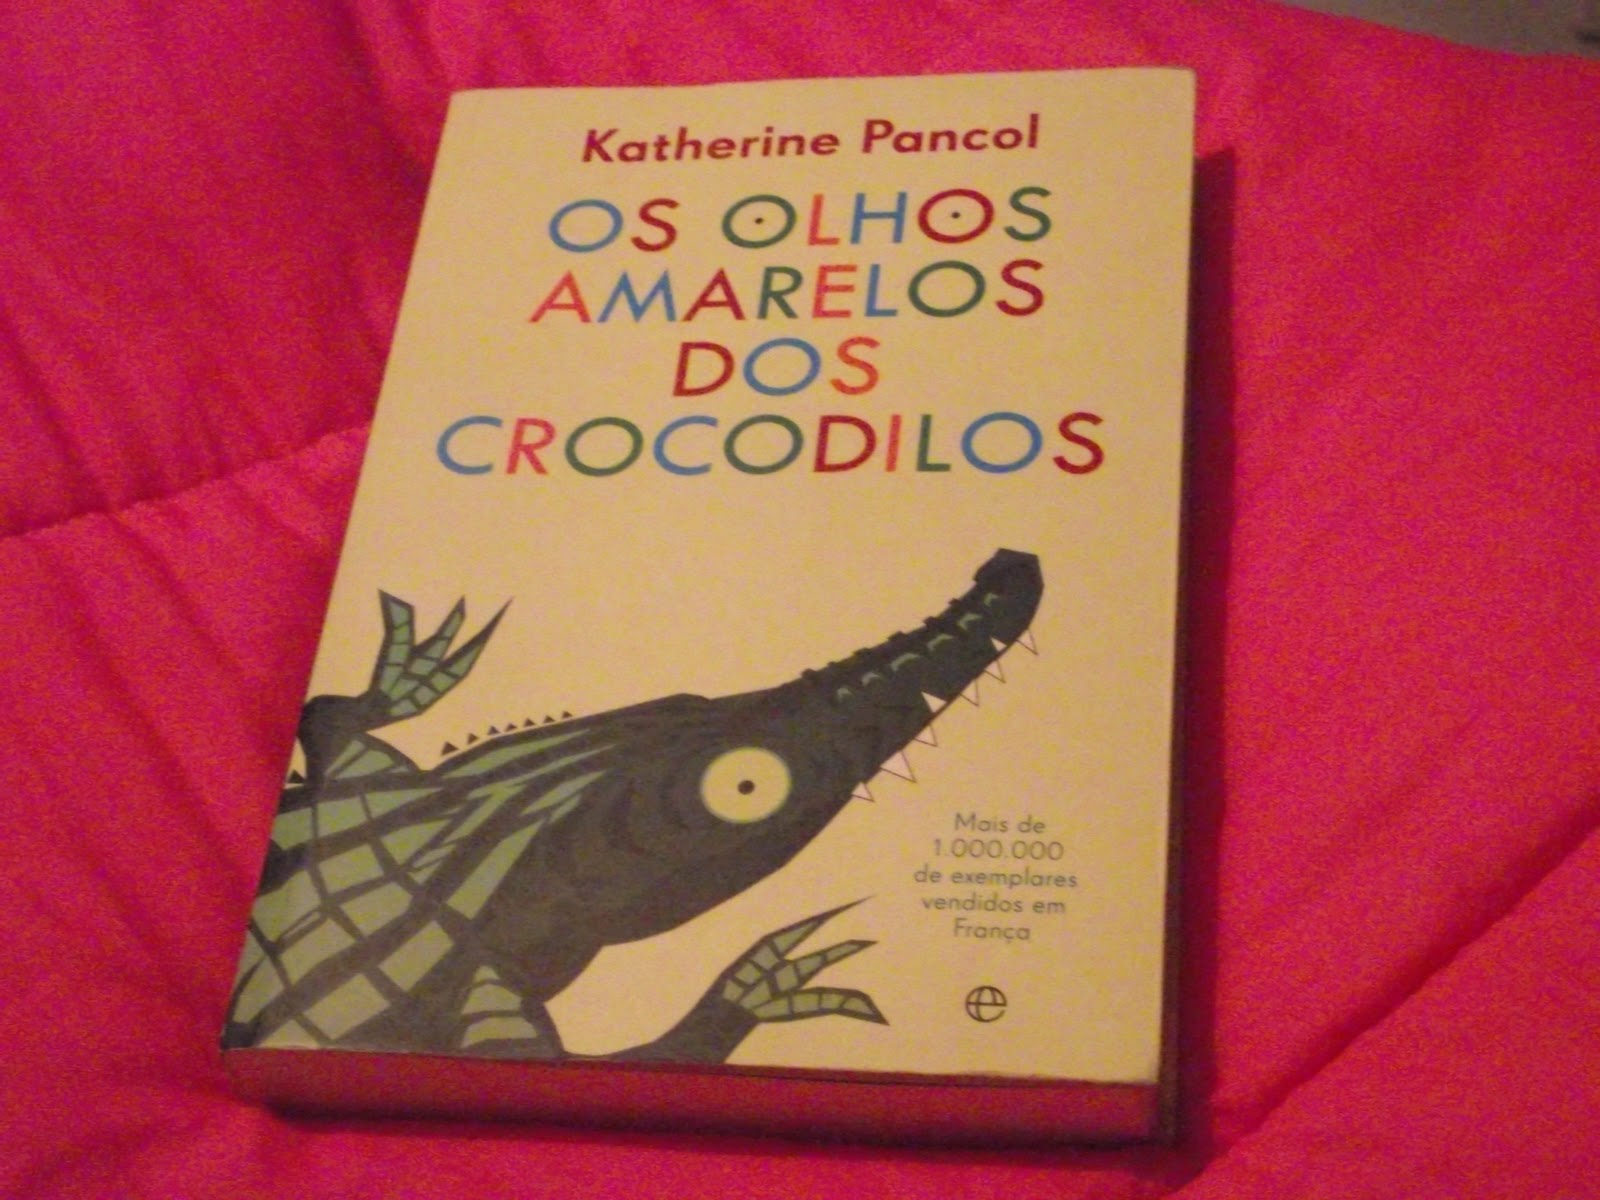 Katherine Pancol
OS OLHOS
AMARELOS
DOS
CROCODILOS
Mais de
1.000.000
de exemplares
vendidos em
França